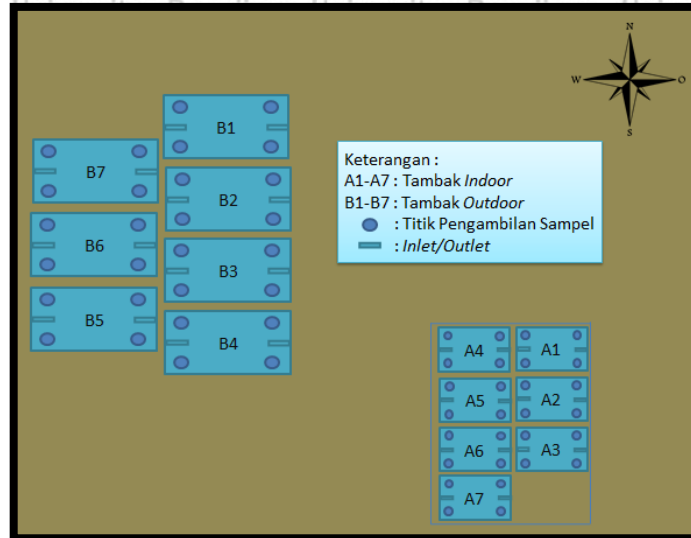 N
W
O
S
B1
B7
B2
B6
B3
B5
B4
Keterangan :
A1-A7 : Tambak Indoor
B1-B7 : Tambak Outdoor
: Titik Pengambilan Sampel
: Inlet/Outlet
A4
A1
A5
A2
A6
A3
A7